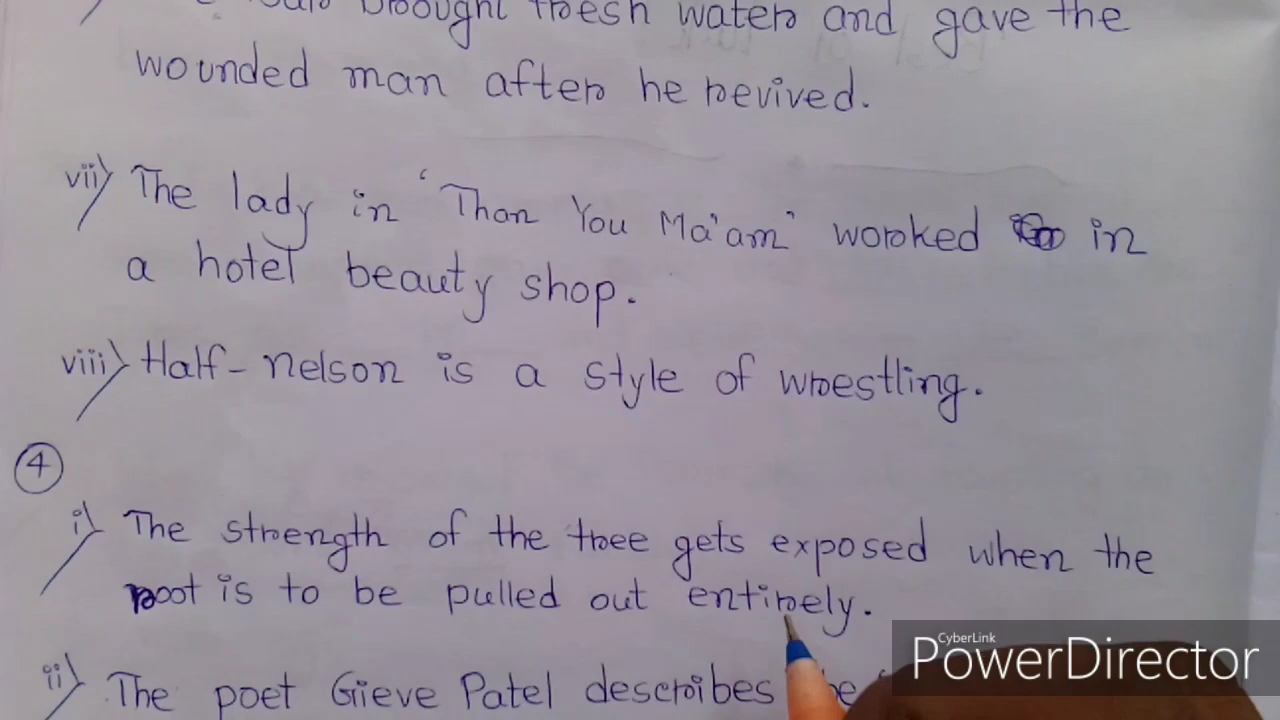 brought fresh water and gave the
wounded man after he revived.
vii) The lady in 'Than You Ma'am' worked in
a hotel beauty shop.
viii) Half-nelson is a style of wrestling.
4
i) The strength of the tree gets exposed when the
root is to be pulled out entirely.
ii) The poet Gieve Patel describes
CyberLink
PowerDirector